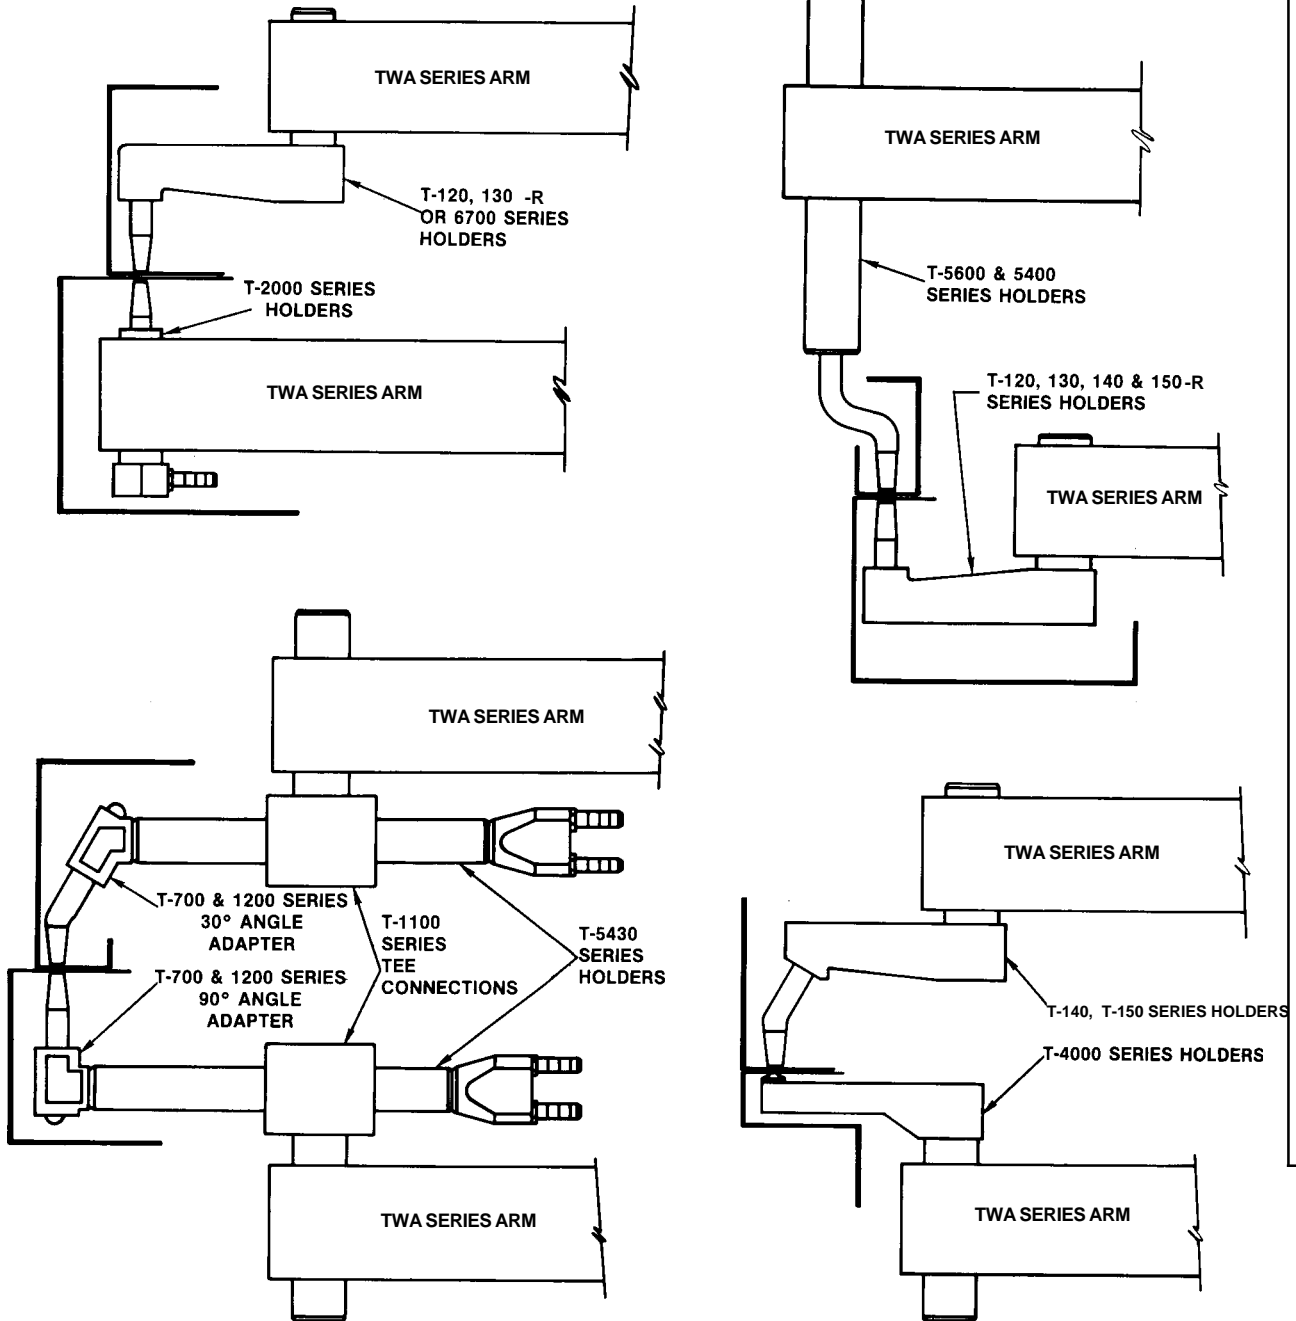 TWA SERIES ARM
T-120, 130 -R
OR 6700 SERIES
HOLDERS
T-2000 SERIES
HOLDERS
TWA SERIES ARM
TWA SERIES ARM
T-5600 & 5400
SERIES HOLDERS
T-120, 130, 140 & 150-R
SERIES HOLDERS
TWA SERIES ARM
TWA SERIES ARM
T-700 & 1200 SERIES
30° ANGLE
ADAPTER
T-1100
SERIES
TEE
CONNECTIONS
T-5430
SERIES
HOLDERS
T-700 & 1200 SERIES
90° ANGLE
ADAPTER
TWA SERIES ARM
TWA SERIES ARM
T-140, T-150 SERIES HOLDERS
T-4000 SERIES HOLDERS
TWA SERIES ARM